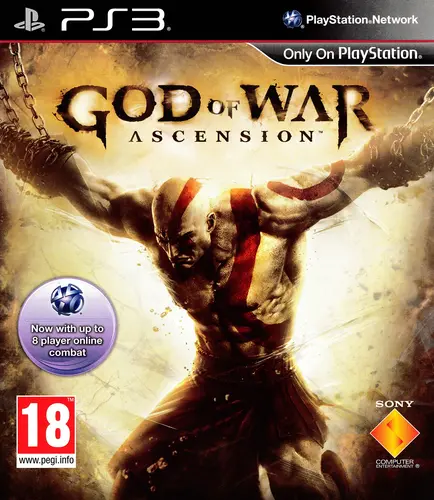 PS3
PlayStation®Network
Only On PlayStation®
GOD OF WAR
ASCENSION™
Now with up to
8 player online
combat
18
www.pegi.info
SONY
COMPUTER
ENTERTAINMENT®